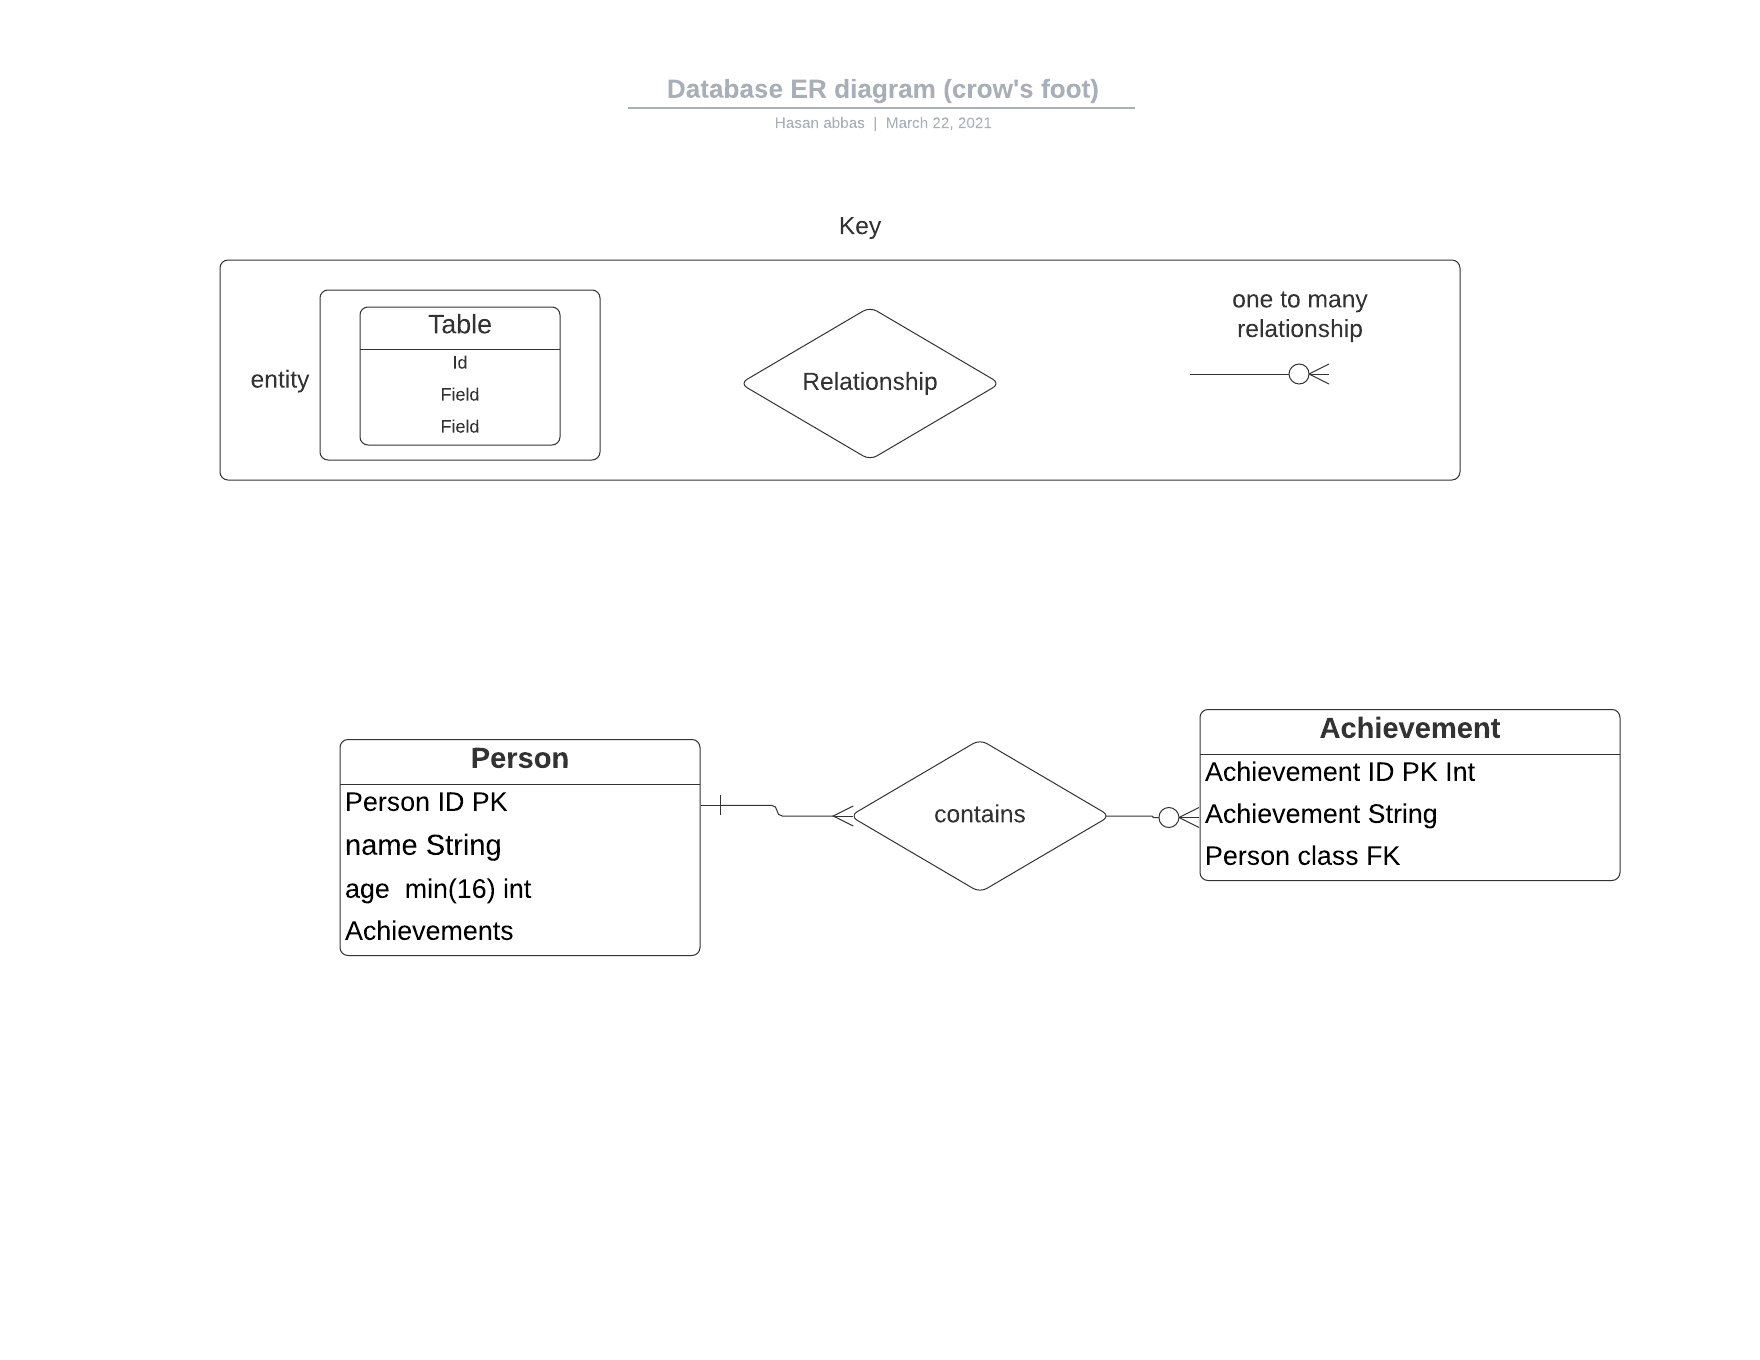 Database ER diagram (crow's foot)
Hasan abbas | March 22, 2021
Key
entity
Table
Id
Field
Field
Relationship
one to many
relationship
Person
Person ID PK
name String
age  min(16) int
Achievements
contains
Achievement
Achievement ID PK Int
Achievement String
Person class FK